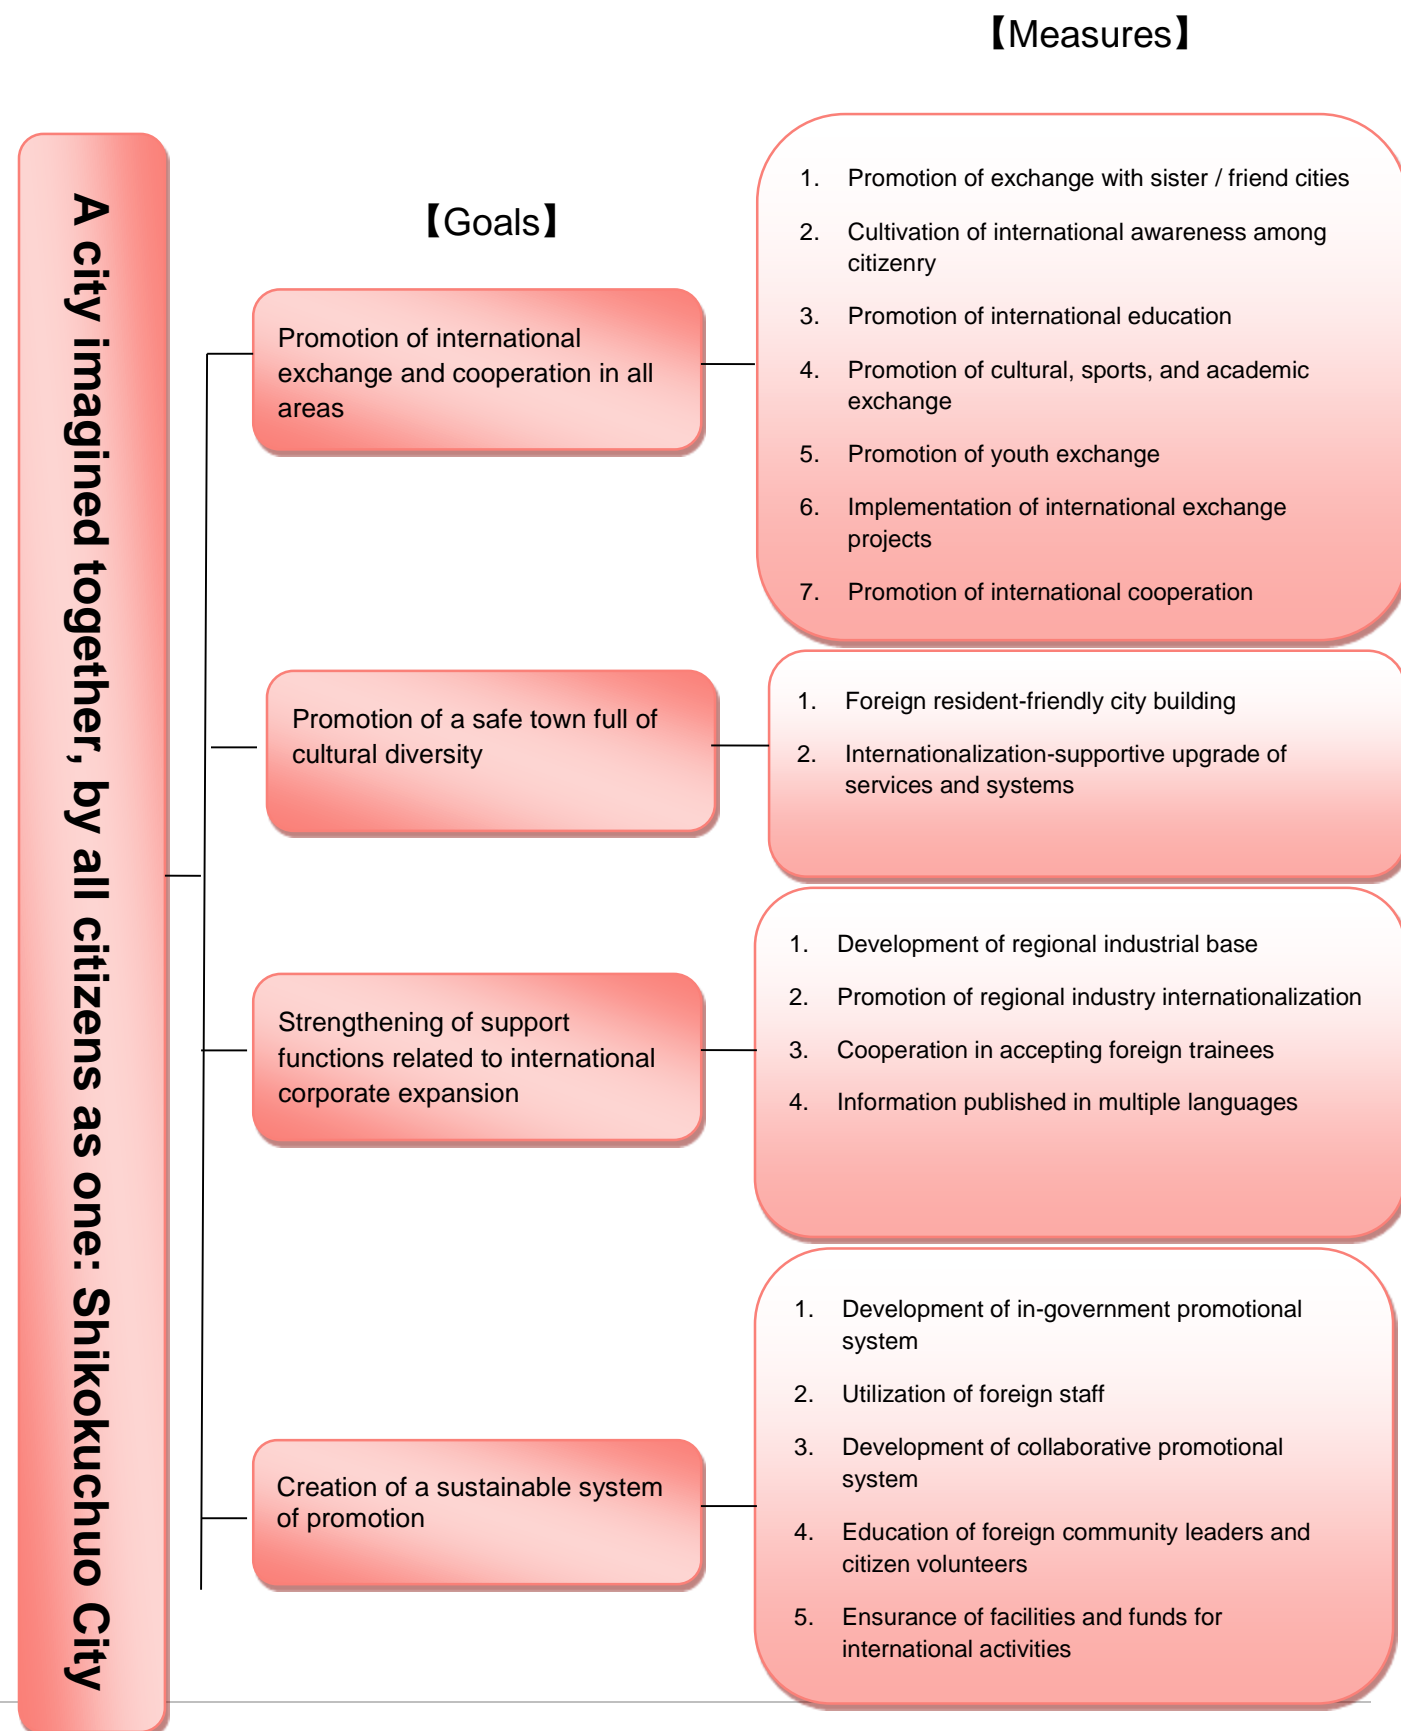 【Measures】
A city imagined together, by all citizens as one: Shikokuchuo City
【Goals】
Promotion of international
exchange and cooperation in all
areas
1. Promotion of exchange with sister / friend cities
2. Cultivation of international awareness among
citizenry
3. Promotion of international education
4. Promotion of cultural, sports, and academic
exchange
5. Promotion of youth exchange
6. Implementation of international exchange
projects
7. Promotion of international cooperation
Promotion of a safe town full of
cultural diversity
1. Foreign resident-friendly city building
2. Internationalization-supportive upgrade of
services and systems
Strengthening of support
functions related to international
corporate expansion
1. Development of regional industrial base
2. Promotion of regional industry internationalization
3. Cooperation in accepting foreign trainees
4. Information published in multiple languages
Creation of a sustainable system
of promotion
1. Development of in-government promotional
system
2. Utilization of foreign staff
3. Development of collaborative promotional
system
4. Education of foreign community leaders and
citizen volunteers
5. Ensurance of facilities and funds for
international activities